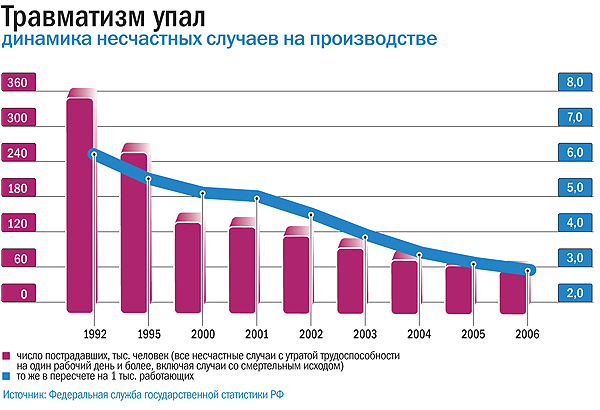 Травматизм упал
динамика несчастных случаев на производстве
360 8,0
300 7,0
240 6,0
180 5,0
120 4,0
60 3,0
0 2,0
1992 1995 2000 2001 2002 2003 2004 2005 2006
число пострадавших, тыс. человек (все несчастные случаи с утратой трудоспособности
на один рабочий день и более, включая случаи со смертельным исходом)
то же в пересчете на 1 тыс. работающих
Источник: Федеральная служба государственной статистики РФ